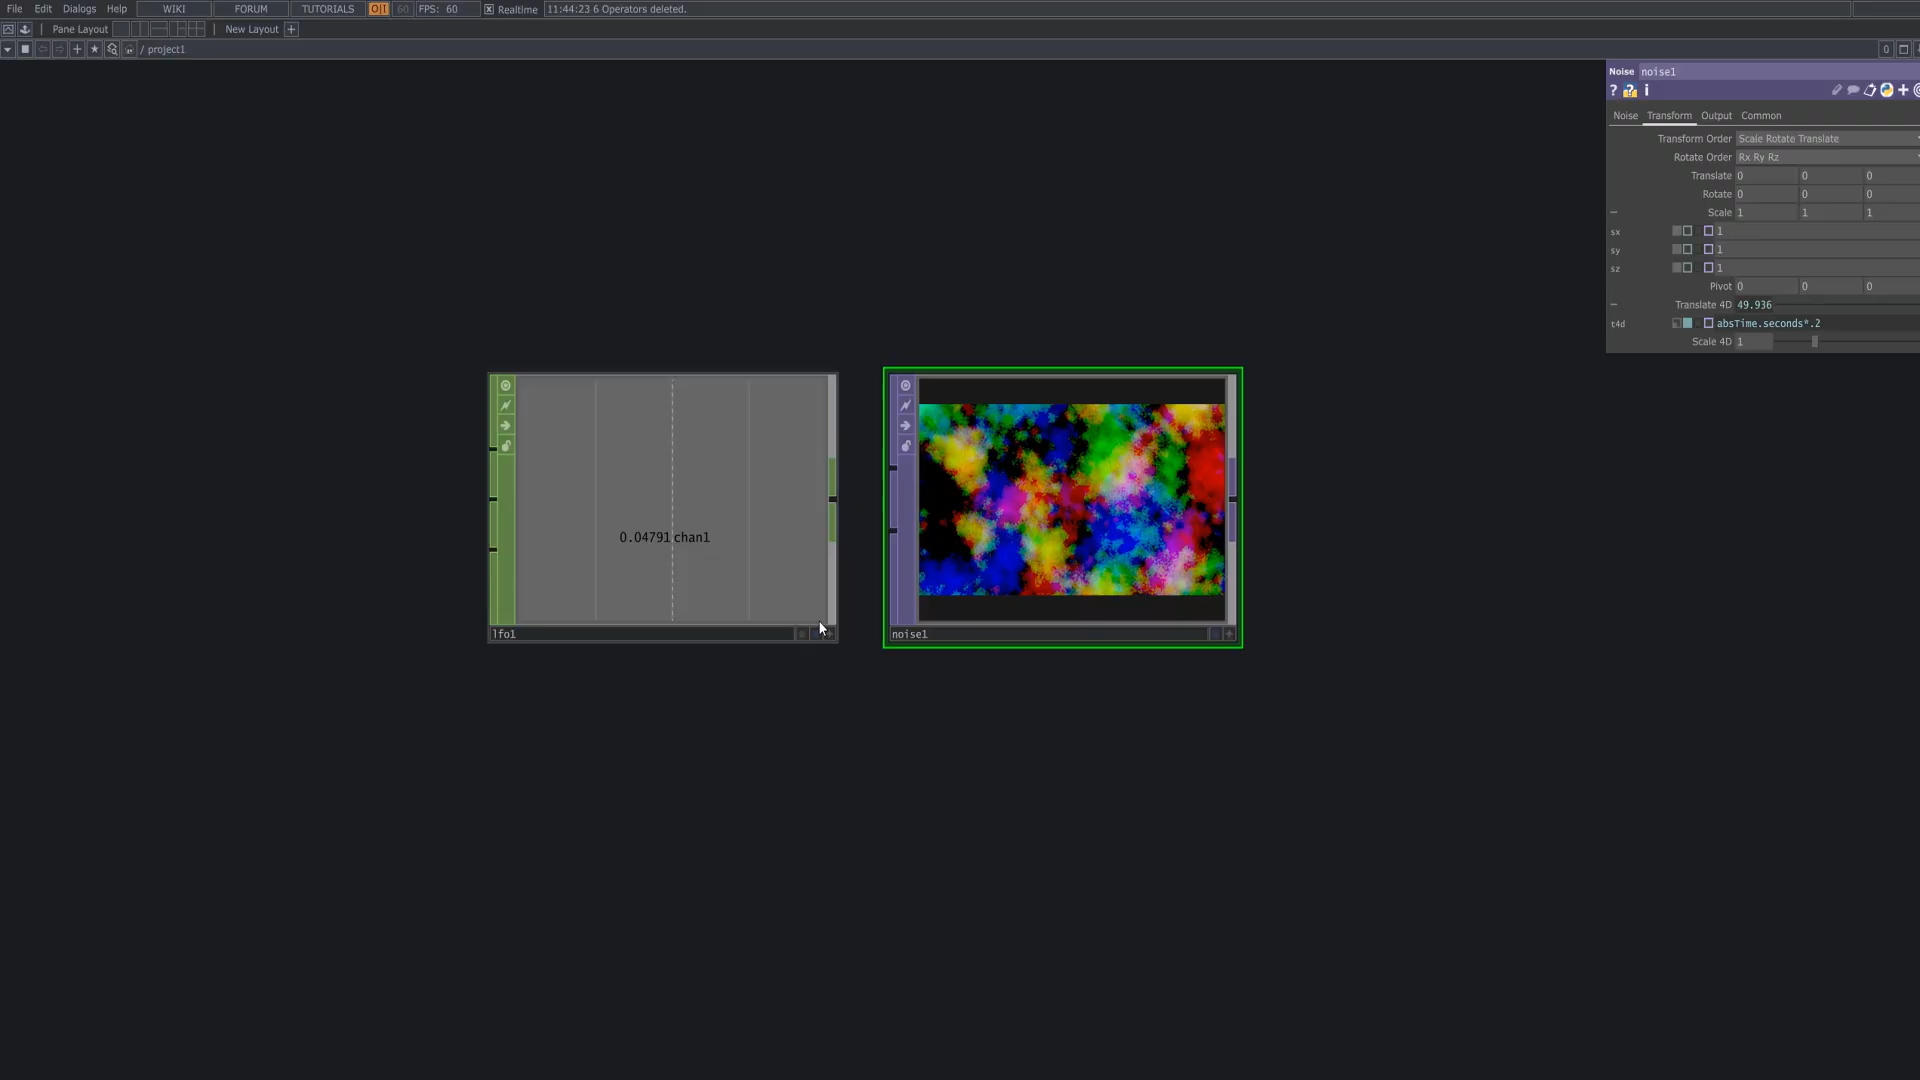 File Edit Dialogs Help WIKI FORUM TUTORIALS O|I 60 FPS: 60 Realtime 11:44:23 6 Operators deleted.
Pane Layout New Layout +
/ project1 0
Noise noise1
? ? i
Noise Transform Output Common
Transform Order Scale Rotate Translate
Rotate Order Rx Ry Rz
Translate 0 0 0
Rotate 0 0 0
Scale 1 1 1
sx 1
sy 1
sz 1
Pivot 0 0 0
Translate 4D 49.936
t4d absTime.seconds*.2
Scale 4D 1
0.04791 chan1
lfo1
noise1